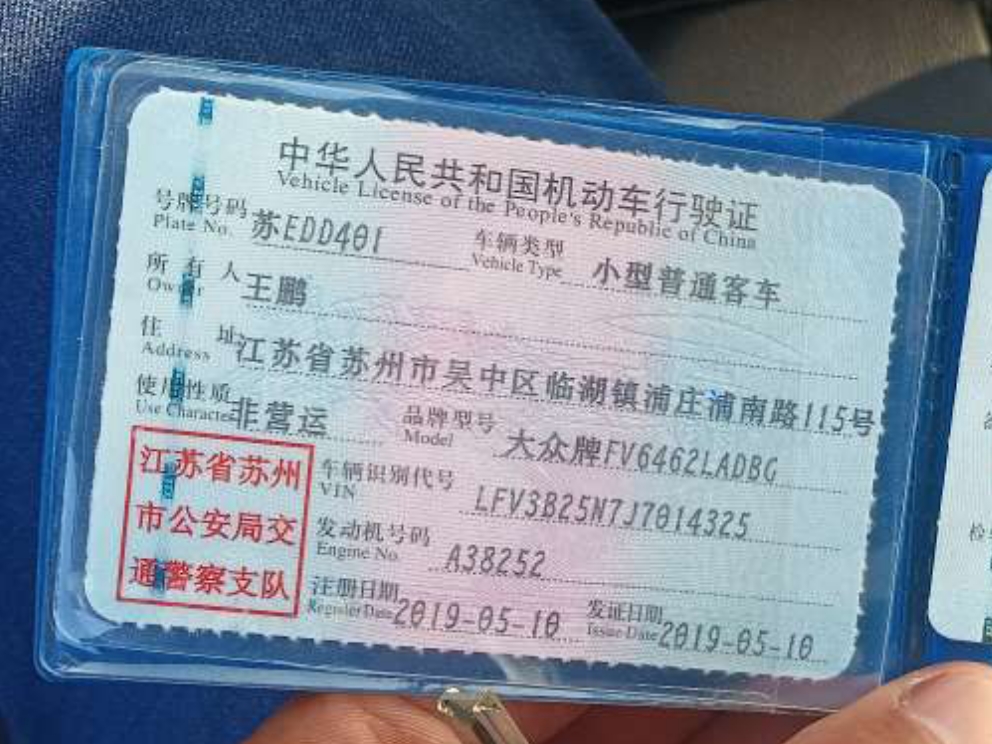 中华人民共和国机动车行驶证
Vehicle License of the People's Republic of China
号牌号码 苏EDD401 车辆类型 小型普通客车
Plate No. Vehicle Type
所有人 王鹏
Owner
住址 江苏省苏州市吴中区临湖镇浦庄浦南路115号
Address
使用性质 非营运 品牌型号 大众牌FV6462LADBG
Use Character Model
江苏省苏州
市公安局交
通警察支队
车辆识别代号 LFV3B25N7J7014325
VIN
发动机号码 A38252
Engine No.
注册日期 2019-05-10 发证日期 2019-05-10
Register Date Issue Date
检